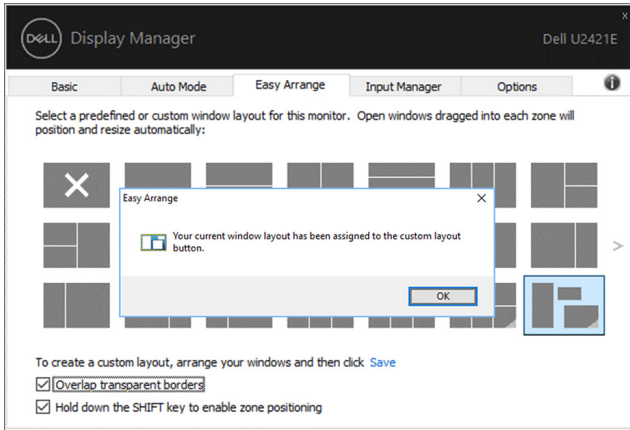 x
DELL Display Manager
Dell U2421E
Basic
Auto Mode
Easy Arrange
Input Manager
Options
i
Select a predefined or custom window layout for this monitor. Open windows dragged into each zone will
position and resize automatically:
Easy Arrange
Your current window layout has been assigned to the custom layout
button.
OK
>
To create a custom layout, arrange your windows and then click Save
Overlap transparent borders
Hold down the SHIFT key to enable zone positioning